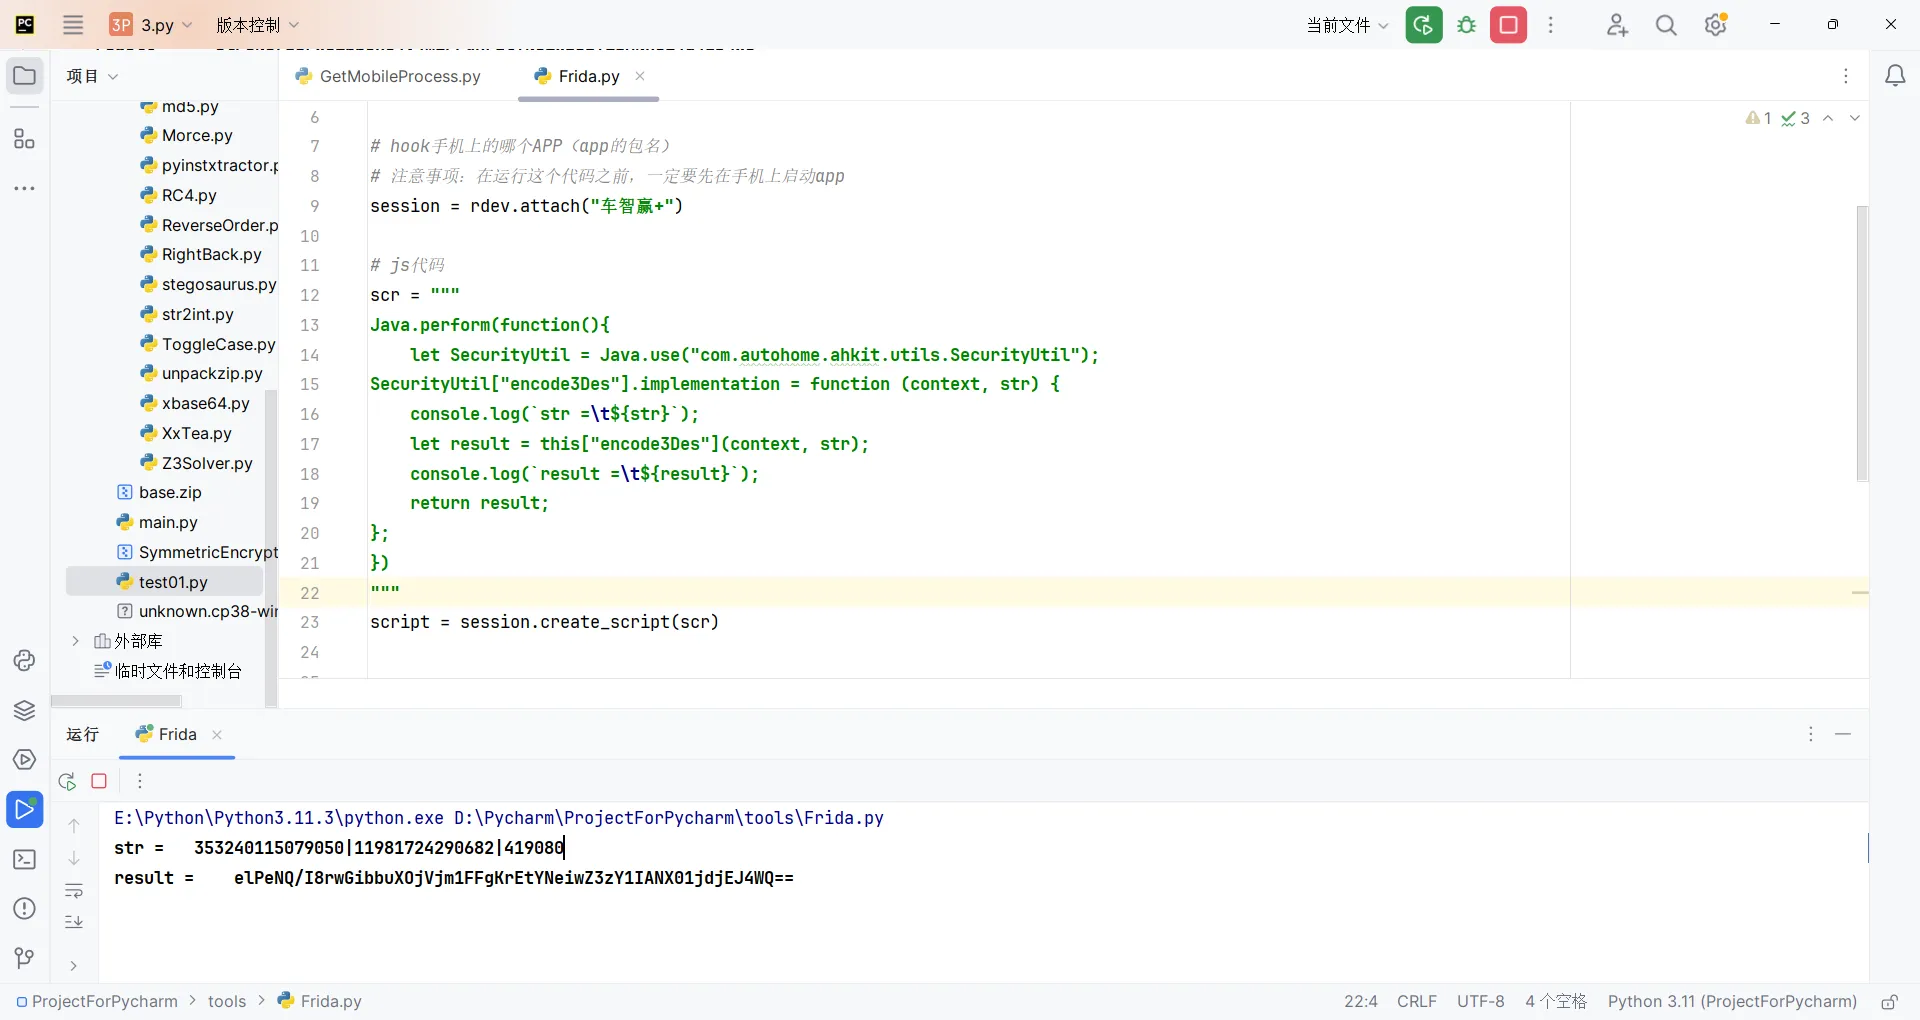 PC
3P 3.py
版本控制
当前文件
项目
GetMobileProcess.py
Frida.py
md5.py
Morce.py
pyinstxtractor.p
RC4.py
ReverseOrder.p
RightBack.py
stegosaurus.py
str2int.py
ToggleCase.py
unpackzip.py
xbase64.py
XxTea.py
Z3Solver.py
base.zip
main.py
SymmetricEncrypt
test01.py
unknown.cp38-wi
外部库
临时文件和控制台
1 3
6
7 # hook手机上的哪个APP（app的包名）
8 # 注意事项：在运行这个代码之前，一定要先在手机上启动app
9 session = rdev.attach("车智赢+")
10
11 # js代码
12 scr = """
13 Java.perform(function(){
14     let SecurityUtil = Java.use("com.autohome.ahkit.utils.SecurityUtil");
15 SecurityUtil["encode3Des"].implementation = function (context, str) {
16     console.log(`str =\t${str}`);
17     let result = this["encode3Des"](context, str);
18     console.log(`result =\t${result}`);
19     return result;
20 };
21 })
22 """
23 script = session.create_script(scr)
24
运行
Frida
E:\Python\Python3.11.3\python.exe D:\Pycharm\ProjectForPycharm\tools\Frida.py
str =   353240115079050|11981724290682|419080
result =    elPeNQ/I8rwGibbuXOjVjm1FFgKrEtYNeiwZ3zY1IANX01jdjEJ4WQ==
ProjectForPycharm > tools > Frida.py
22:4 CRLF UTF-8 4 个空格 Python 3.11 (ProjectForPycharm)